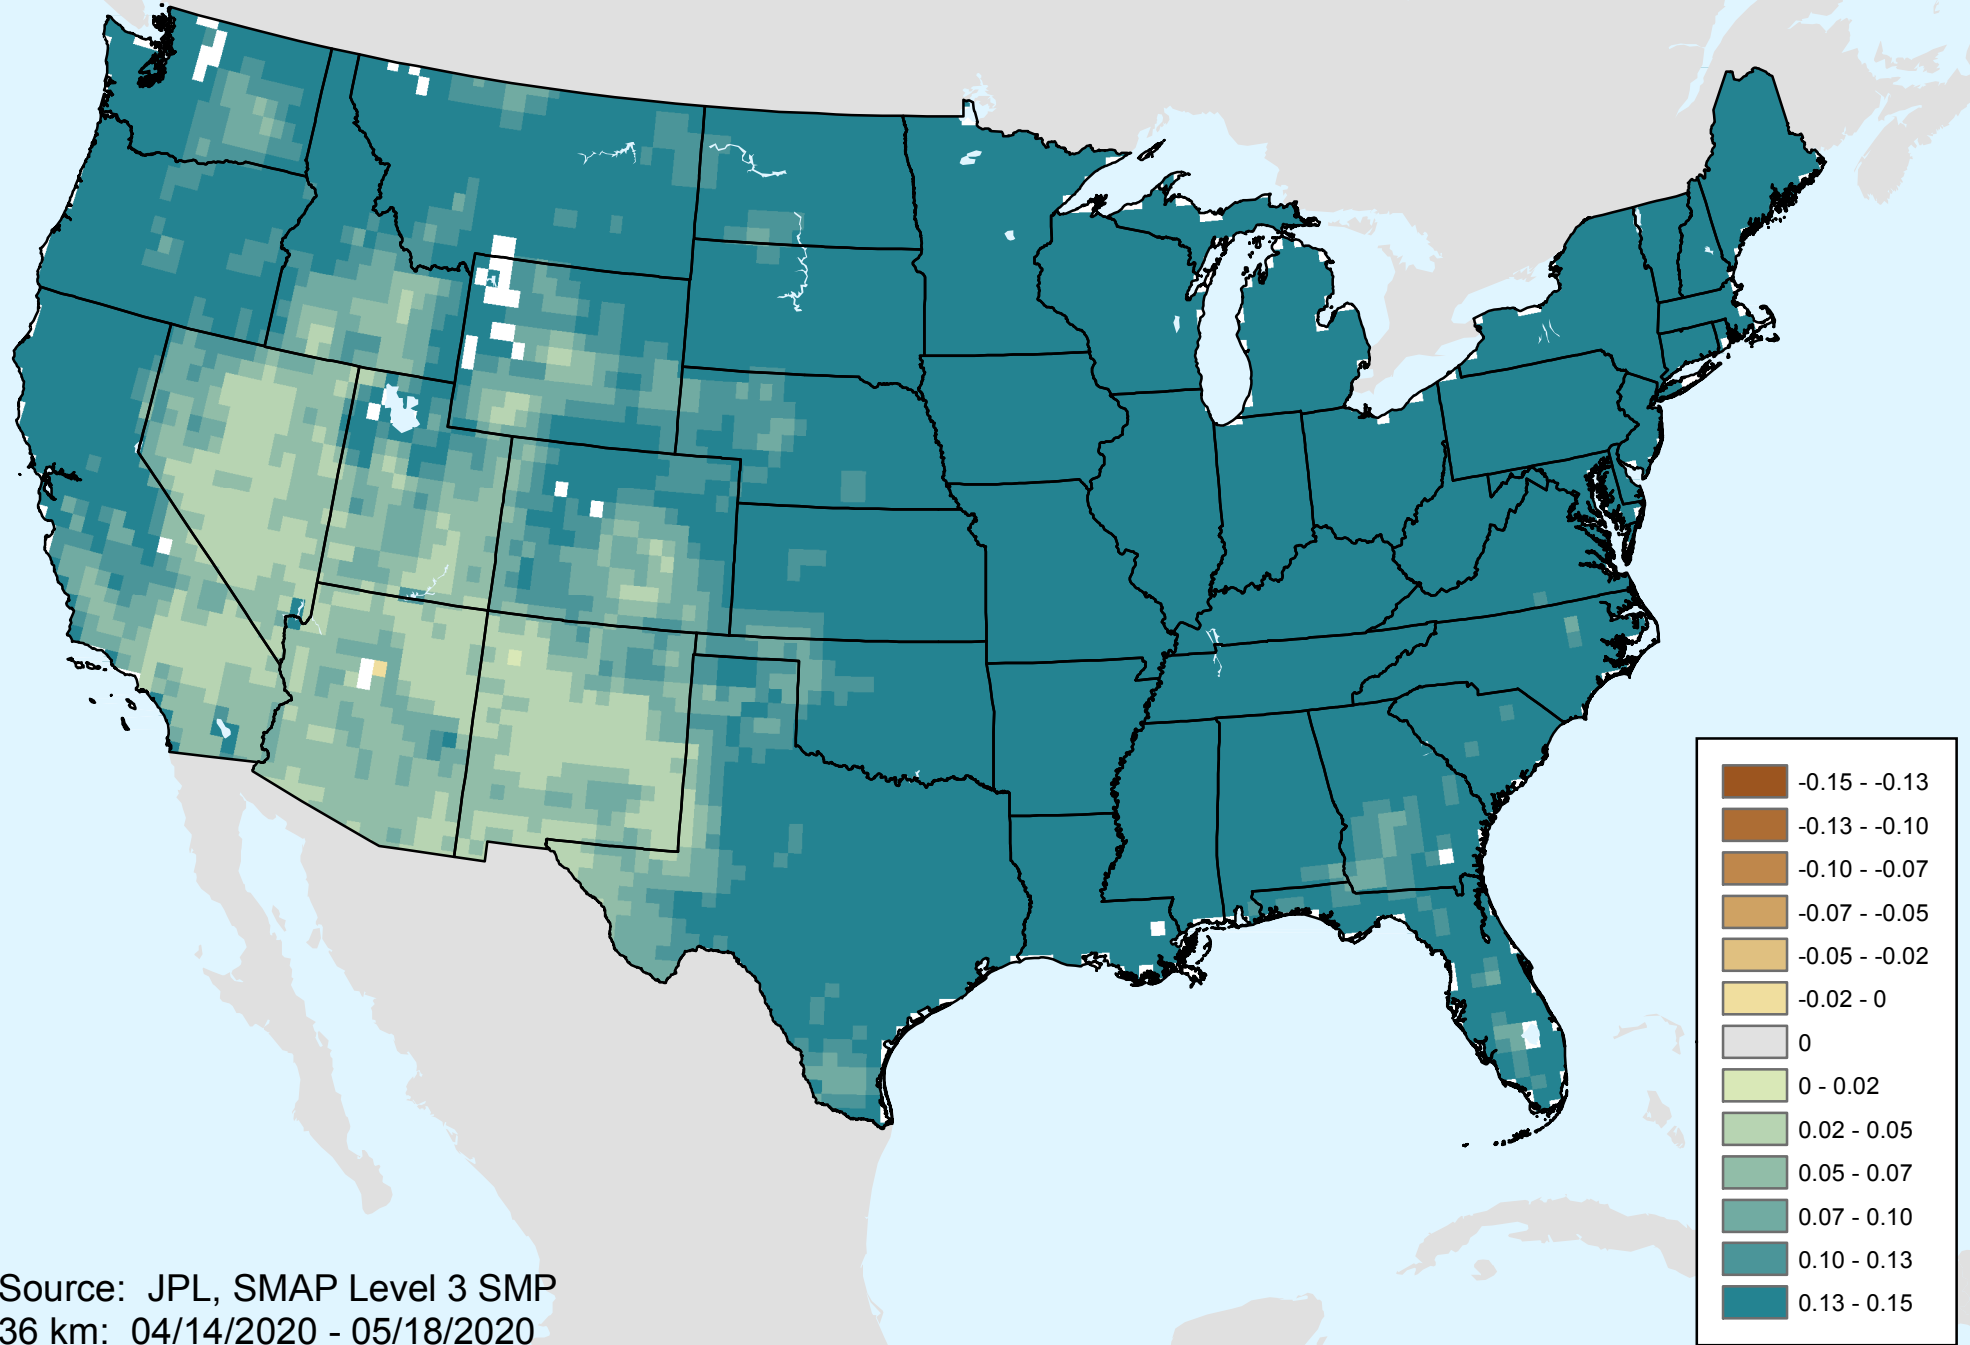 -0.15 - -0.13
-0.13 - -0.10
-0.10 - -0.07
-0.07 - -0.05
-0.05 - -0.02
-0.02 - 0
0
0 - 0.02
0.02 - 0.05
0.05 - 0.07
0.07 - 0.10
0.10 - 0.13
0.13 - 0.15
Source: JPL, SMAP Level 3 SMP
36 km: 04/14/2020 - 05/18/2020